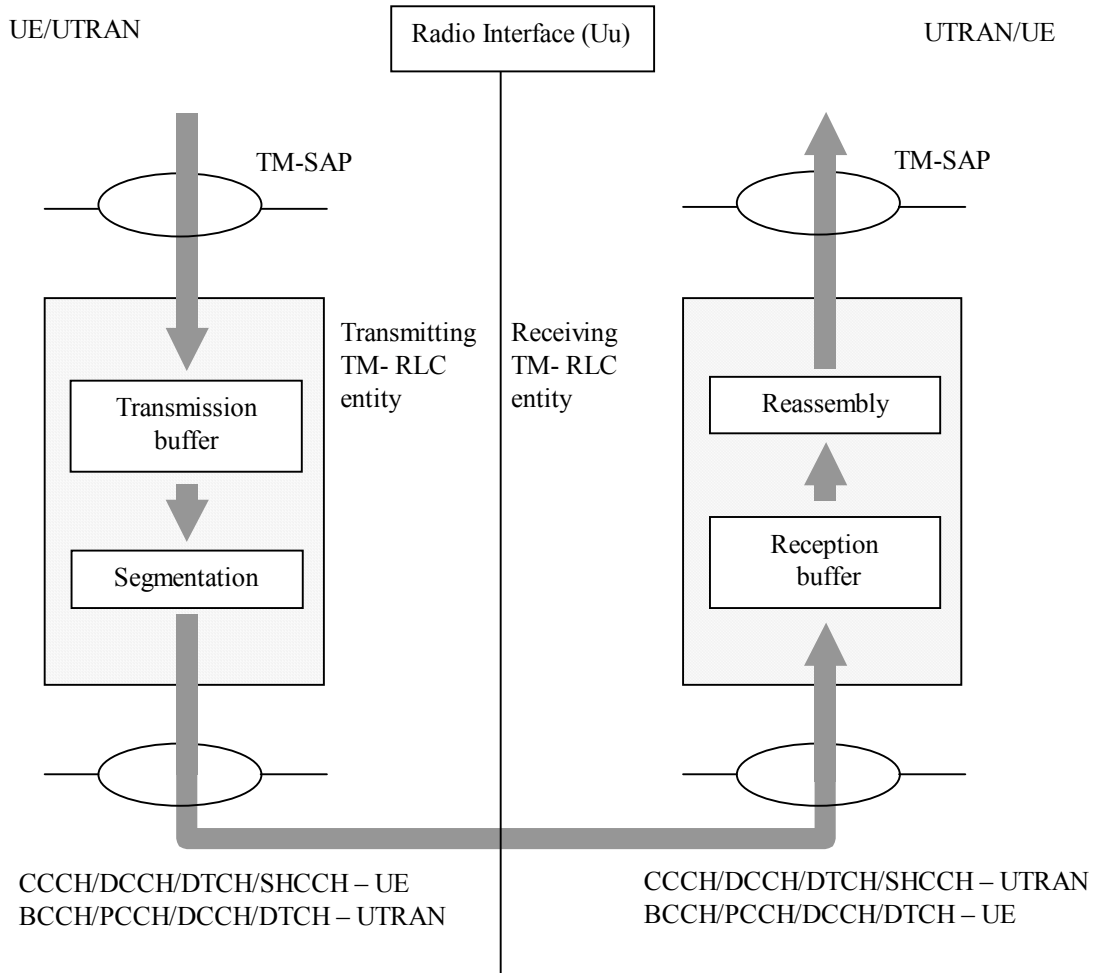 UE/UTRAN
Radio Interface (Uu)
UTRAN/UE
TM-SAP
TM-SAP
Transmitting
TM- RLC
entity
Receiving
TM- RLC
entity
Transmission
buffer
Segmentation
Reassembly
Reception
buffer
CCCH/DCCH/DTCH/SHCCH – UE
BCCH/PCCH/DCCH/DTCH – UTRAN
CCCH/DCCH/DTCH/SHCCH – UTRAN
BCCH/PCCH/DCCH/DTCH – UE